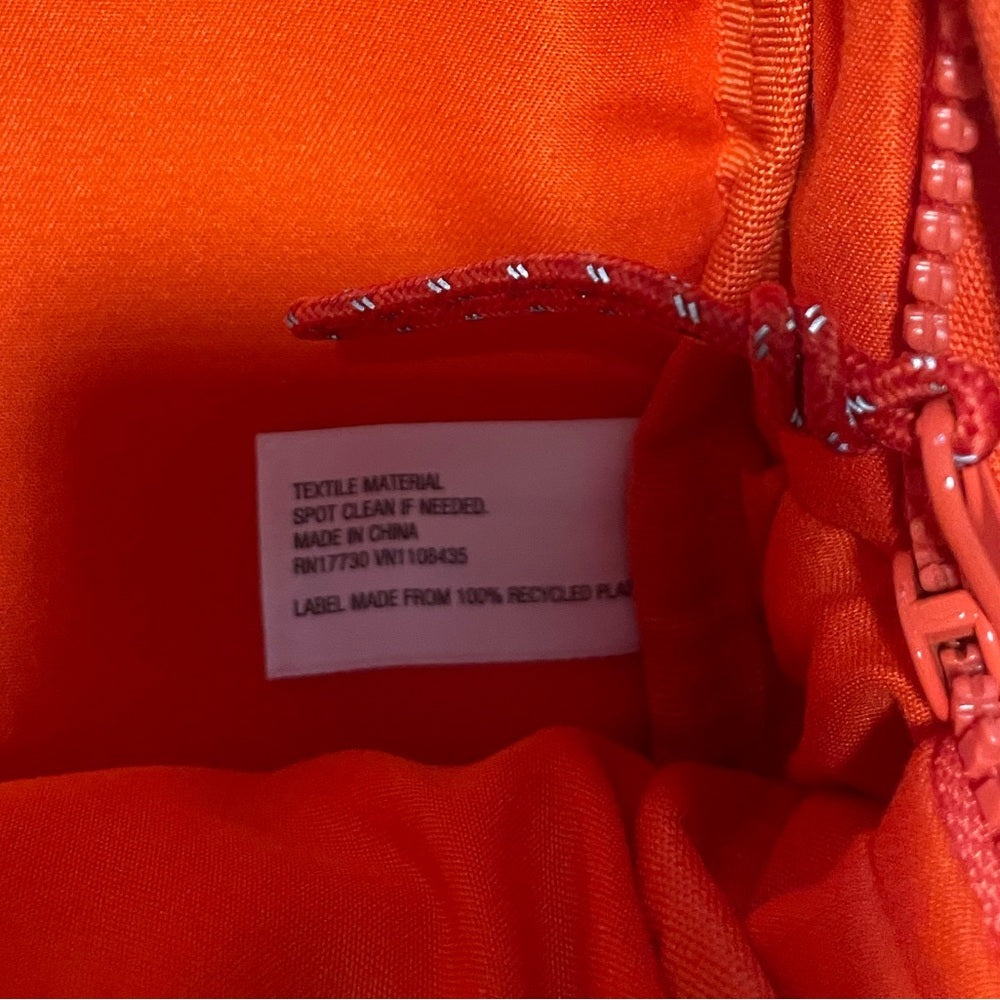 TEXTILE MATERIAL
SPOT CLEAN IF NEEDED.
MADE IN CHINA
RN17730 VN1108435
LABEL MADE FROM 100% RECYCLED